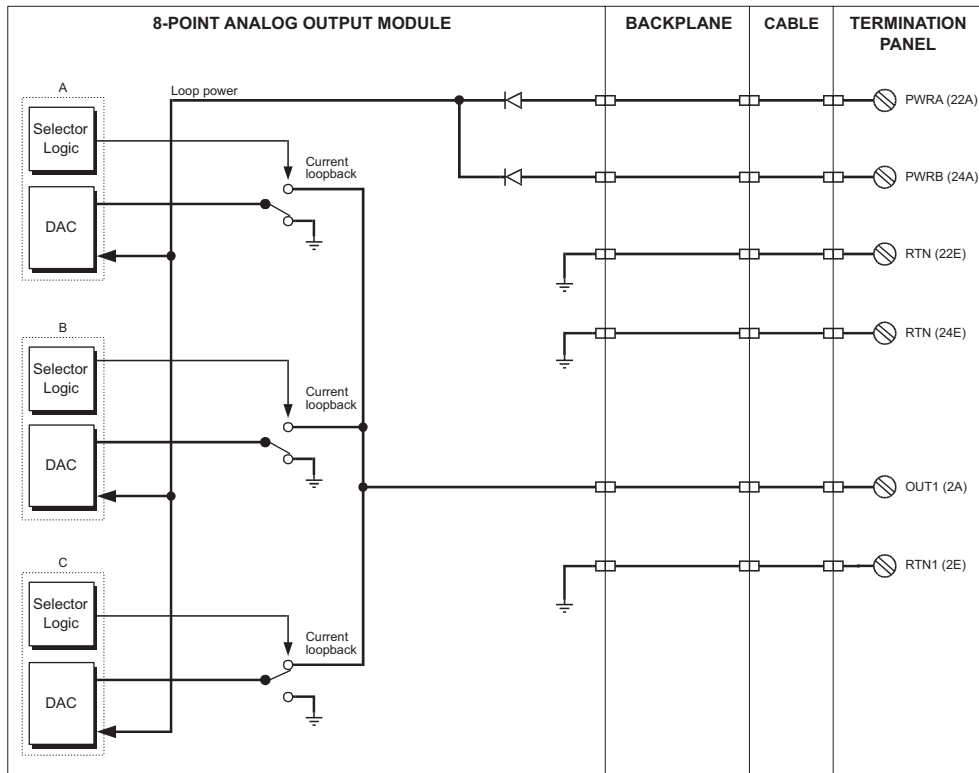 8-POINT ANALOG OUTPUT MODULE
BACKPLANE
CABLE
TERMINATION
PANEL
A
Loop power
PWRA (22A)
Selector
Logic
Current
loopback
PWRB (24A)
DAC
RTN (22E)
B
RTN (24E)
Selector
Logic
Current
loopback
DAC
OUT1 (2A)
C
RTN1 (2E)
Selector
Logic
Current
loopback
DAC